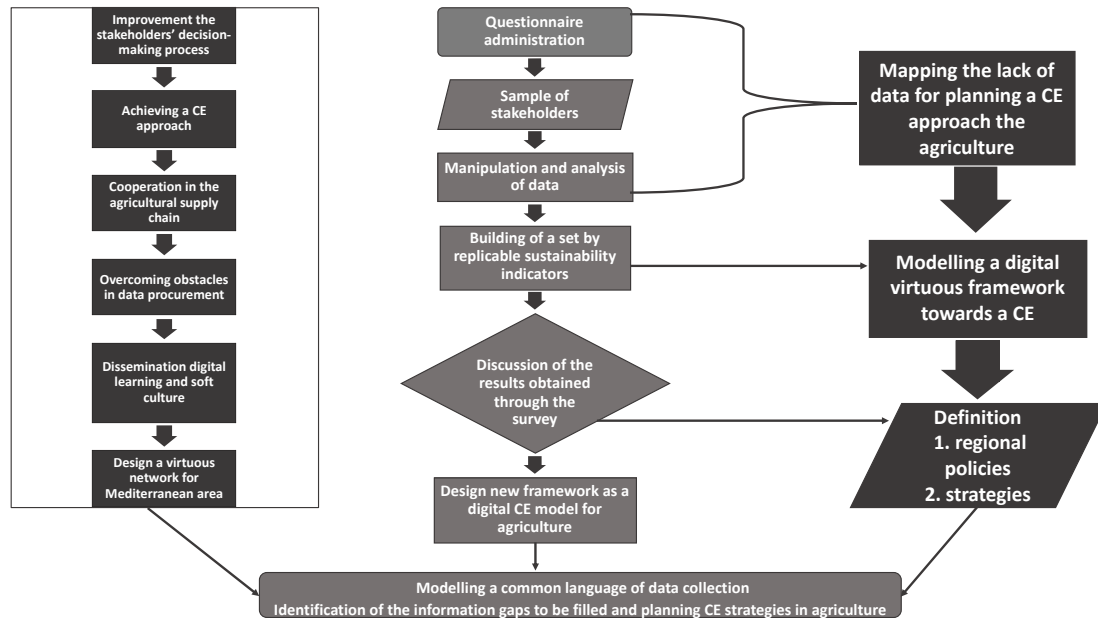 Improvement the
stakeholders' decision-
making process
Achieving a CE
approach
Cooperation in the
agricultural supply
chain
Overcoming obstacles
in data procurement
Dissemination digital
learning and soft
culture
Design a virtuous
network for
Mediterranean area
Questionnaire
administration
Sample of
stakeholders
Manipulation and analysis
of data
Building of a set by
replicable sustainability
indicators
Discussion of the
results obtained
through the
survey
Design new framework as a
digital CE model for
agriculture
Mapping the lack of
data for planning a CE
approach the
agriculture
Modelling a digital
virtuous framework
towards a CE
Definition
1. regional
policies
2. strategies
Modelling a common language of data collection
Identification of the information gaps to be filled and planning CE strategies in agriculture